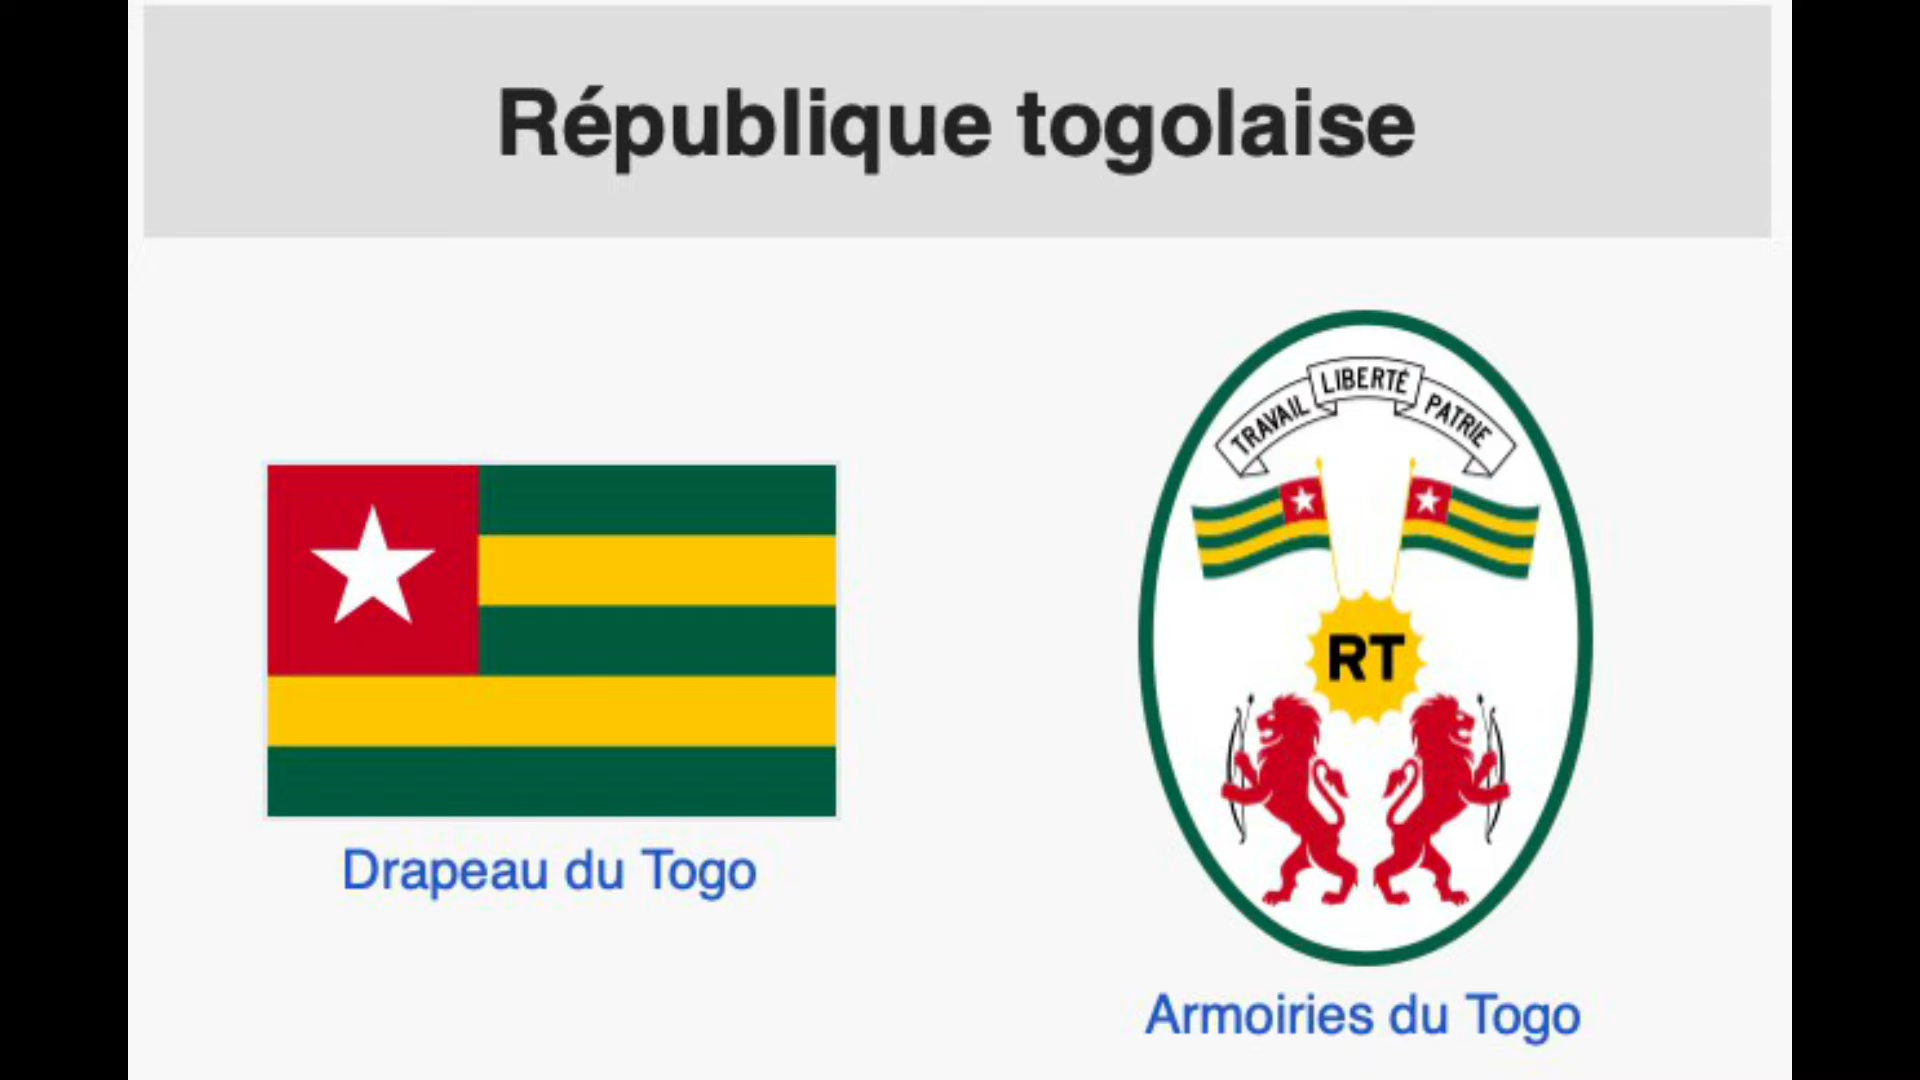 République togolaise
TRAVAIL LIBERTÉ PATRIE
RT
Drapeau du Togo
Armoiries du Togo